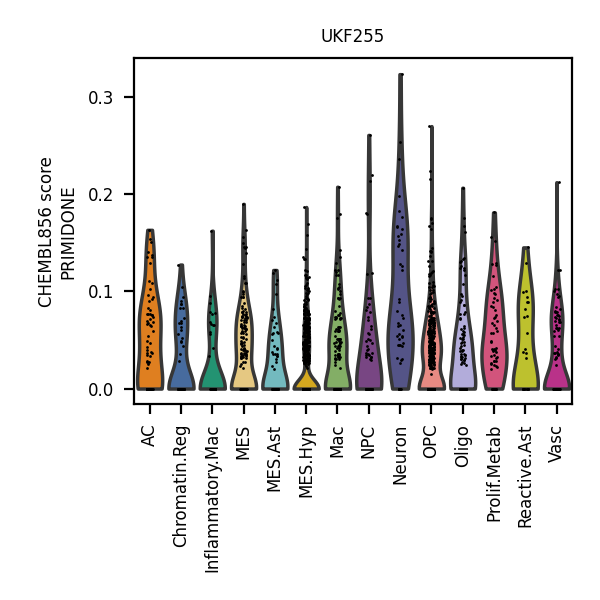 UKF255
CHEMBL856 score
PRIMIDONE
0.3
0.2
0.1
0.0
AC
Chromatin.Reg
Inflammatory.Mac
MES
MES.Ast
MES.Hyp
Mac
NPC
Neuron
OPC
Oligo
Prolif.Metab
Reactive.Ast
Vasc